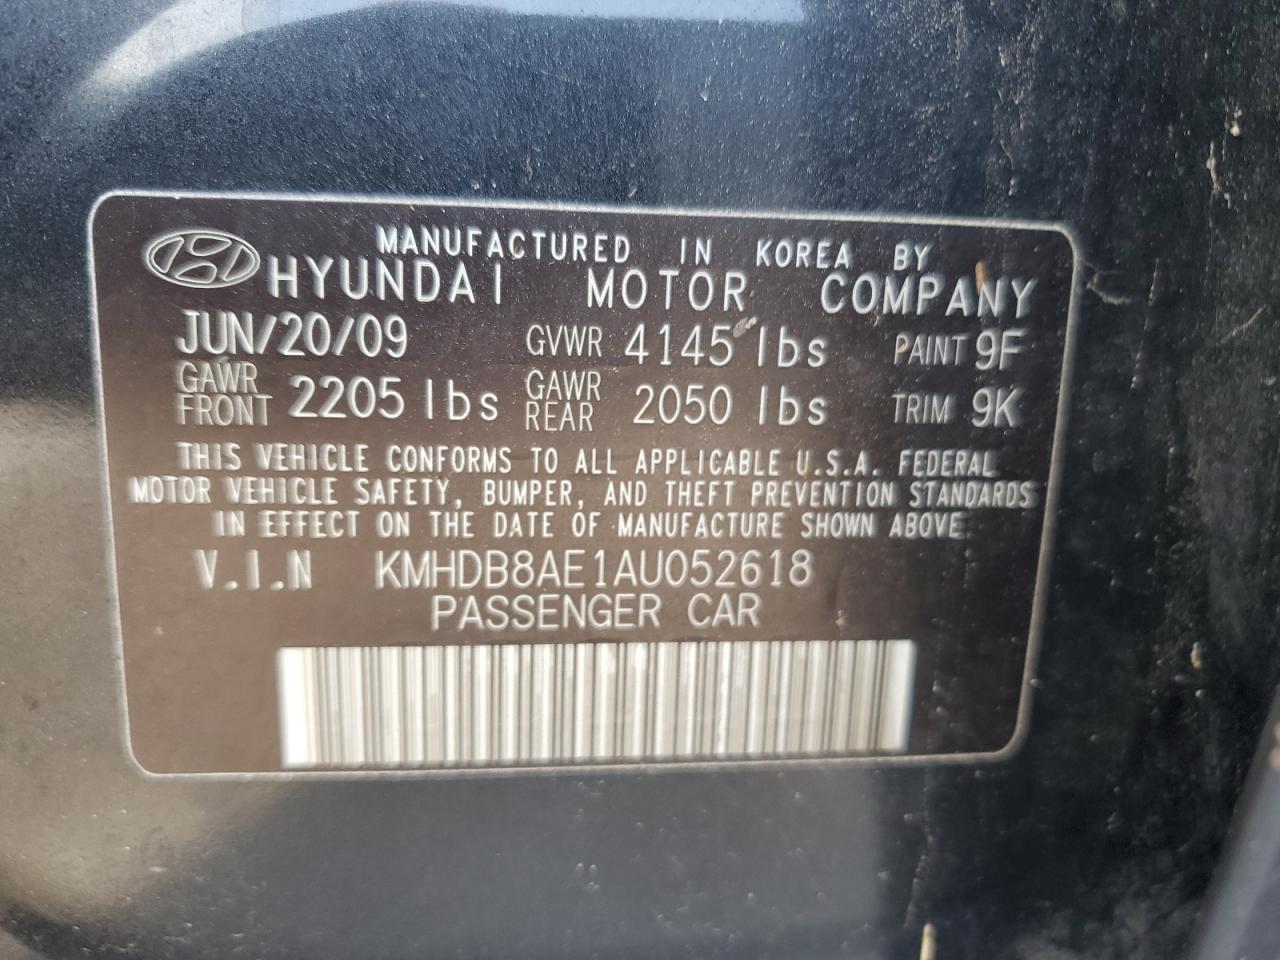 MANUFACTURED IN KOREA BY
HYUNDAI MOTOR COMPANY
JUN/20/09 GVWR 4145 lbs PAINT 9F
GAWR FRONT 2205 lbs GAWR REAR 2050 lbs TRIM 9K
THIS VEHICLE CONFORMS TO ALL APPLICABLE U.S.A. FEDERAL
MOTOR VEHICLE SAFETY, BUMPER, AND THEFT PREVENTION STANDARDS
IN EFFECT ON THE DATE OF MANUFACTURE SHOWN ABOVE
V.I.N KMHDB8AE1AU052618
PASSENGER CAR